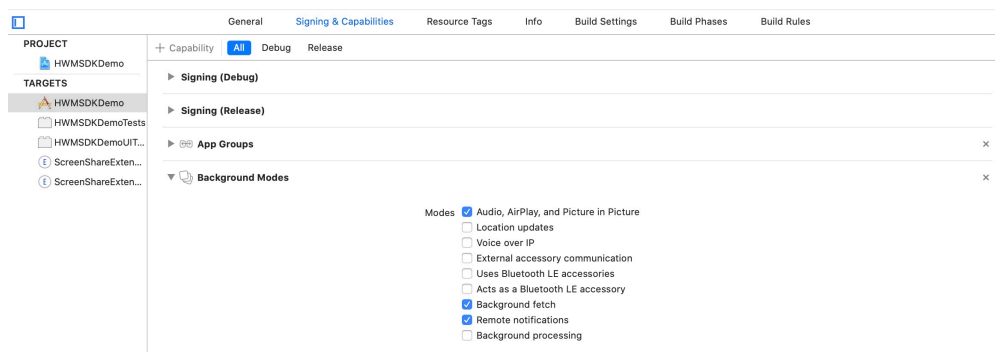 General Signing & Capabilities Resource Tags Info Build Settings Build Phases Build Rules
PROJECT
HWMSDKDemo
TARGETS
HWMSDKDemo
HWMSDKDemoTests
HWMSDKDemoUIT...
ScreenShareExten...
ScreenShareExten...
+ Capability All Debug Release
Signing (Debug)
Signing (Release)
App Groups
Background Modes
Modes Audio, AirPlay, and Picture in Picture
Location updates
Voice over IP
External accessory communication
Uses Bluetooth LE accessories
Acts as a Bluetooth LE accessory
Background fetch
Remote notifications
Background processing